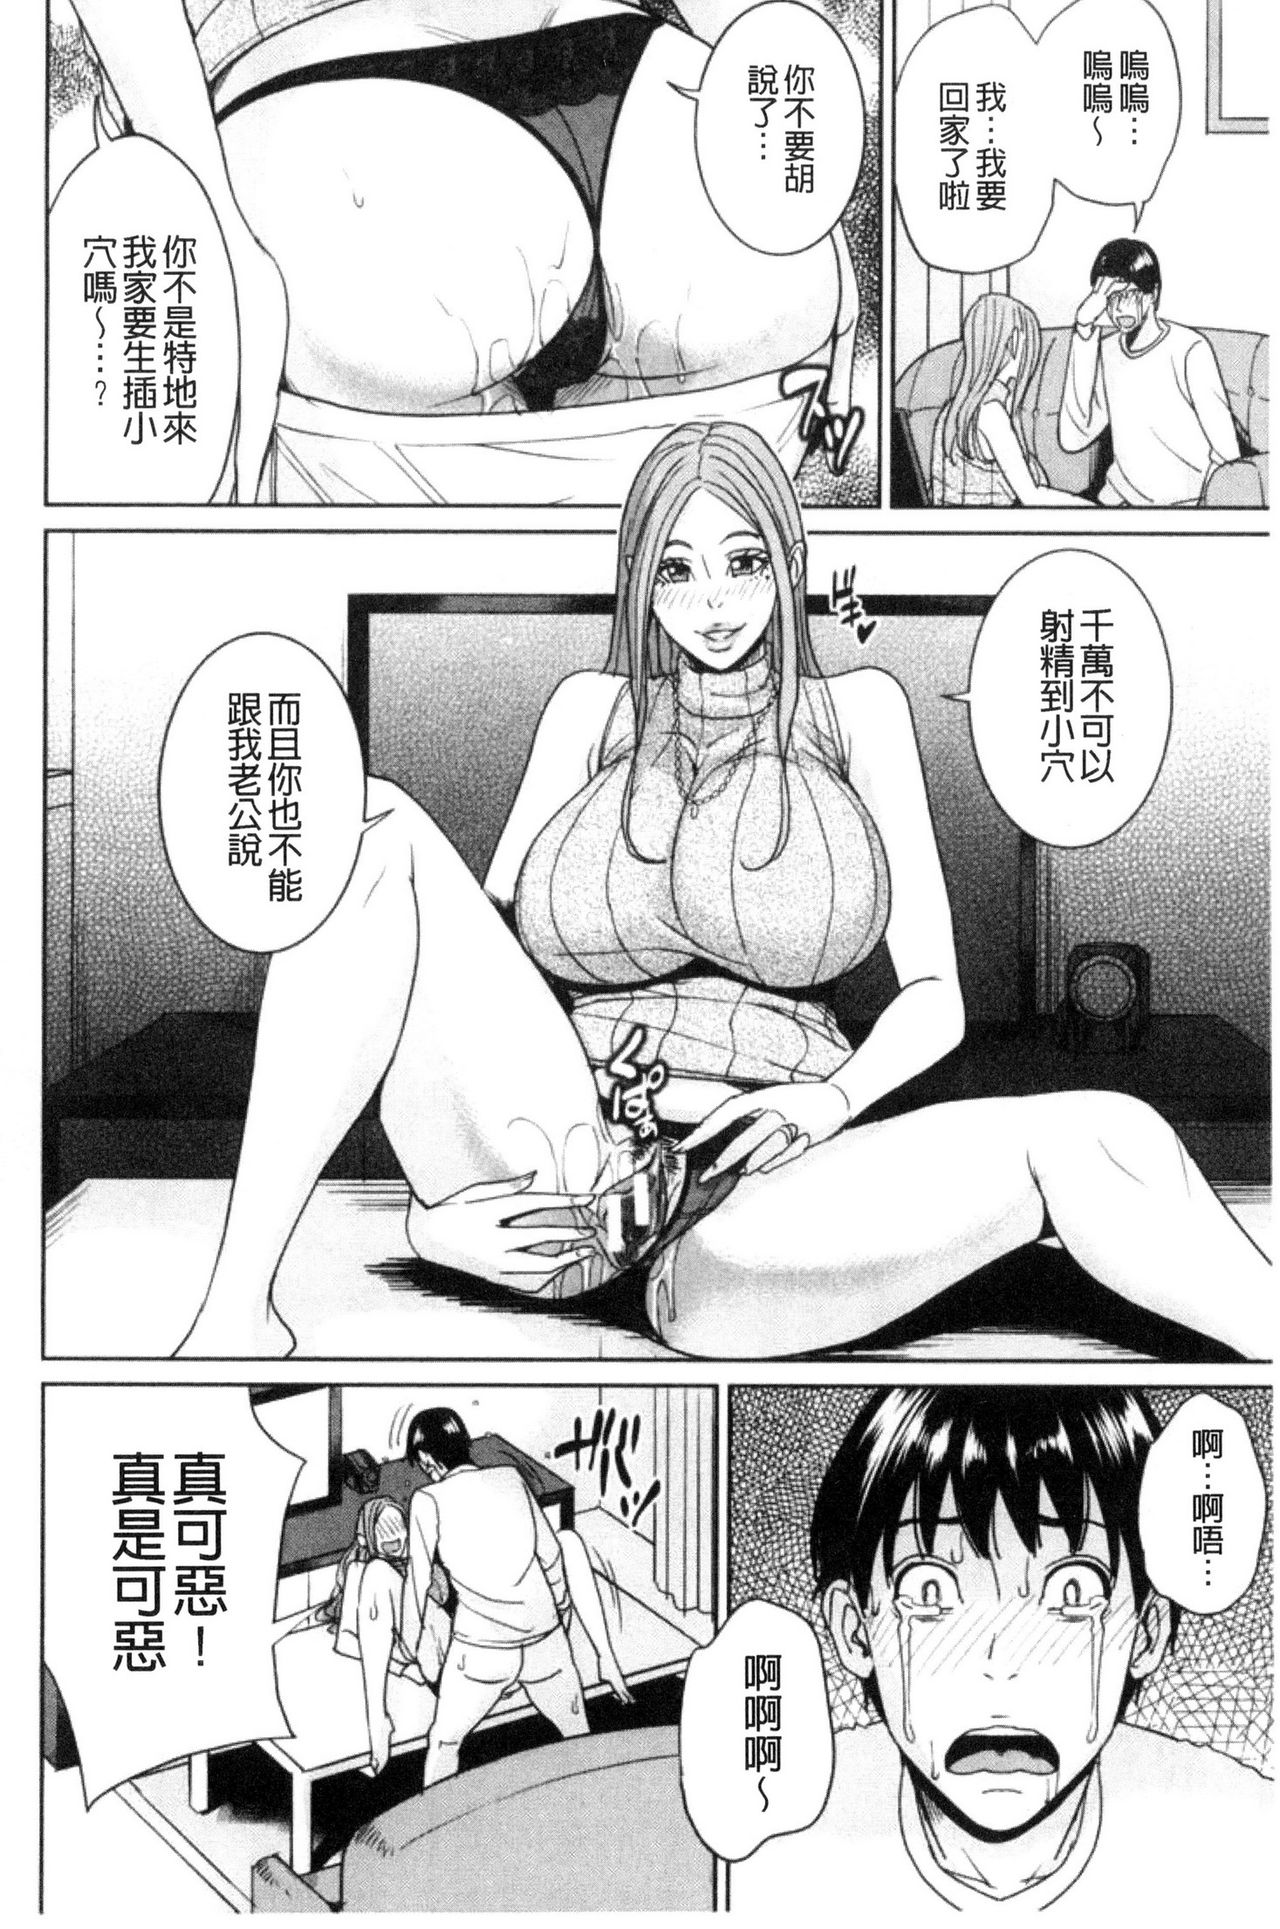 嗚嗚…
嗚嗚～
我…我要
回家了啦
你不要胡
說了…
你不是特地來
我家要生插小
穴嗎～…?
千萬不可以
射精到小穴
而且你也不能
跟我老公說
くぱぁ
啊…啊唔…
啊啊啊～
真可惡！
真是可惡